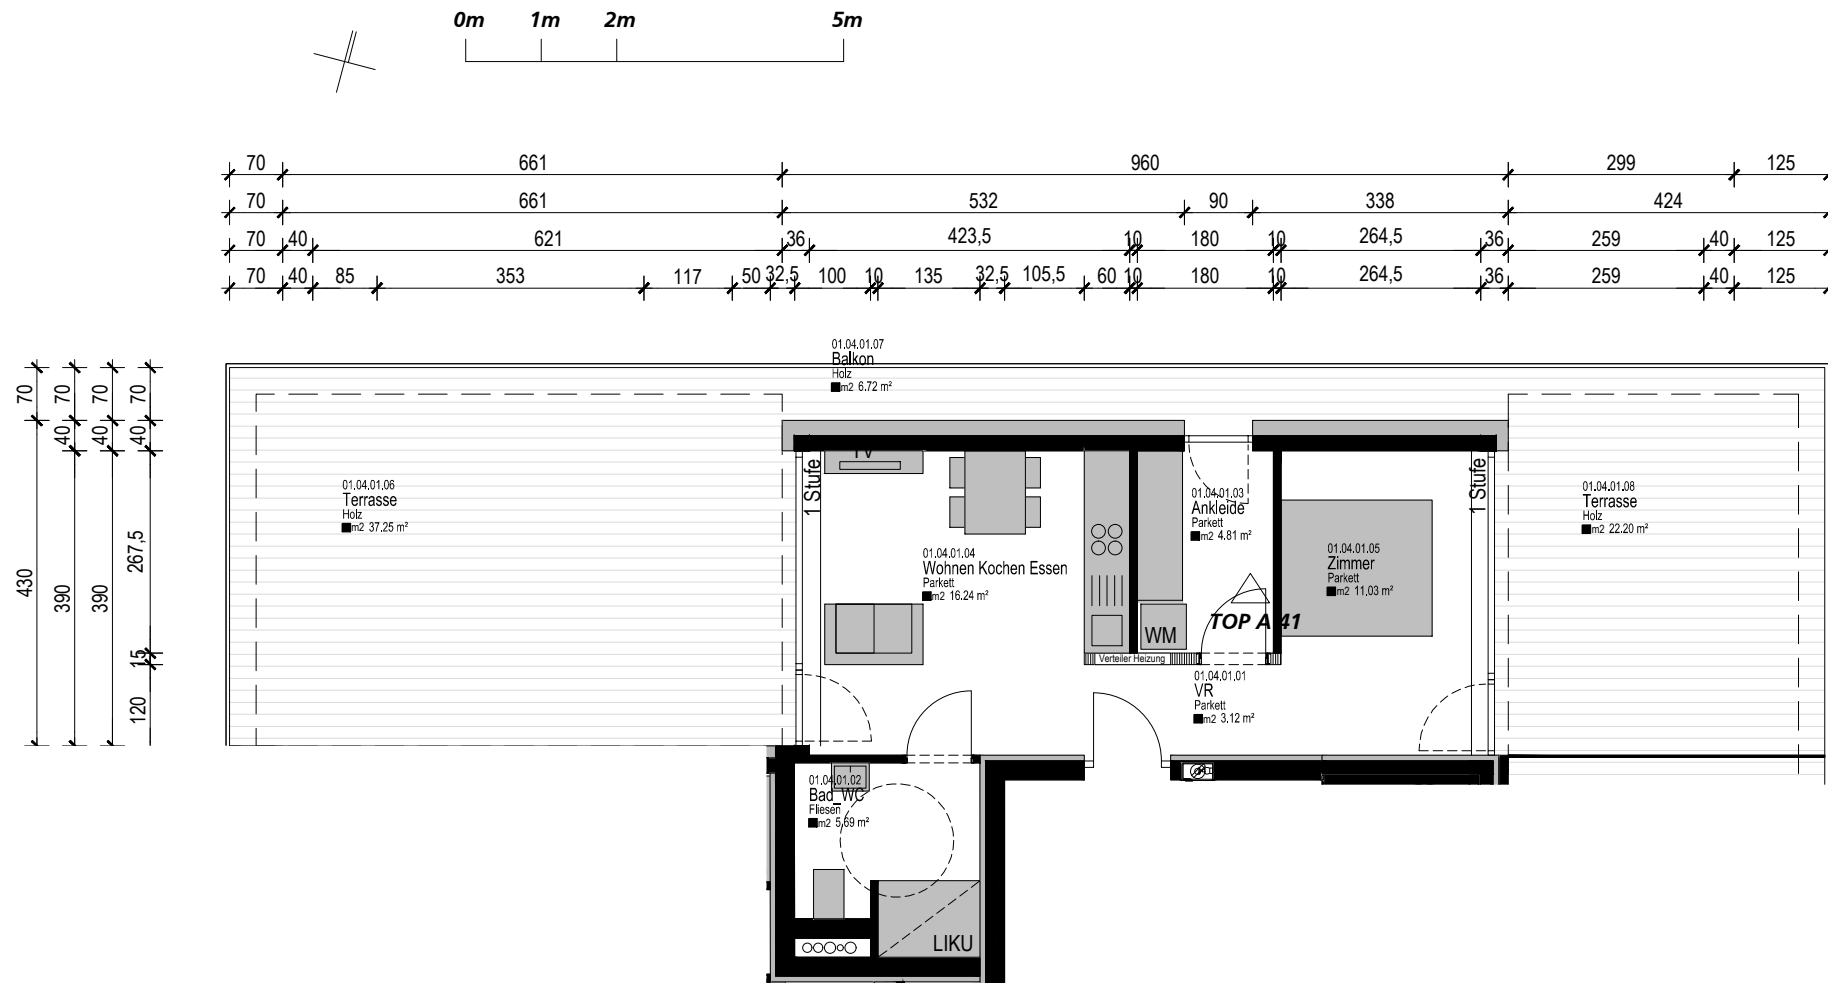 0m 1m 2m 5m
70 661 960 299 125
70 661 532 90 338 424
70 40 621 36 423,5 10 180 10 264,5 36 259 40 125
70 40 85 353 117 50 32,5 100 10 135 32,5 105,5 60 10 180 10 264,5 36 259 40 125
70 70 70 70
40 40 40
430 390 390 267,5
15
120
01.04.01.07
Balkon
Holz
m2 6.72 m²
TV
1 Stufe
1 Stufe
01.04.01.06
Terrasse
Holz
m2 37.25 m²
01.04.01.03
Ankleide
Parkett
m2 4.81 m²
01.04.01.08
Terrasse
Holz
m2 22.20 m²
01.04.01.04
Wohnen Kochen Essen
Parkett
m2 16.24 m²
01.04.01.05
Zimmer
Parkett
m2 11.03 m²
TOP A 41
WM
Verteiler Heizung
01.04.01.01
VR
Parkett
m2 3.12 m²
01.04.01.02
Bad_WC
Fliesen
m2 5.69 m²
LIKU